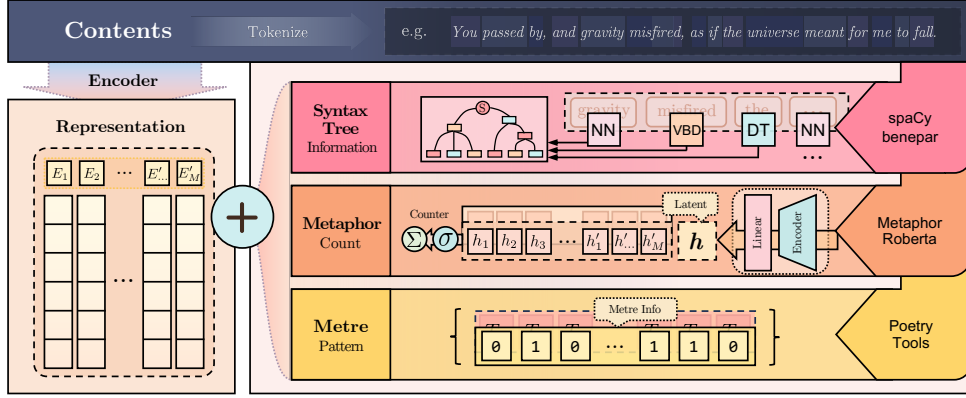 Contents
Tokenize
e.g.
You passed by, and gravity misfired, as if the universe meant for me to fall.
Encoder
Representation
E1 E2 ... E'... E'M
...
+
Syntax
Tree
Information
S
gravity misfired the ...
NN VBD DT NN
...
spaCy
benepar
Metaphor
Count
Counter
Σ σ
h1 h2 h3 ... h'1 h'... h'M
Latent
h
Linear
Encoder
Metaphor
Roberta
Metre
Pattern
Metre Info
0 1 0 ... 1 1 0
Poetry
Tools